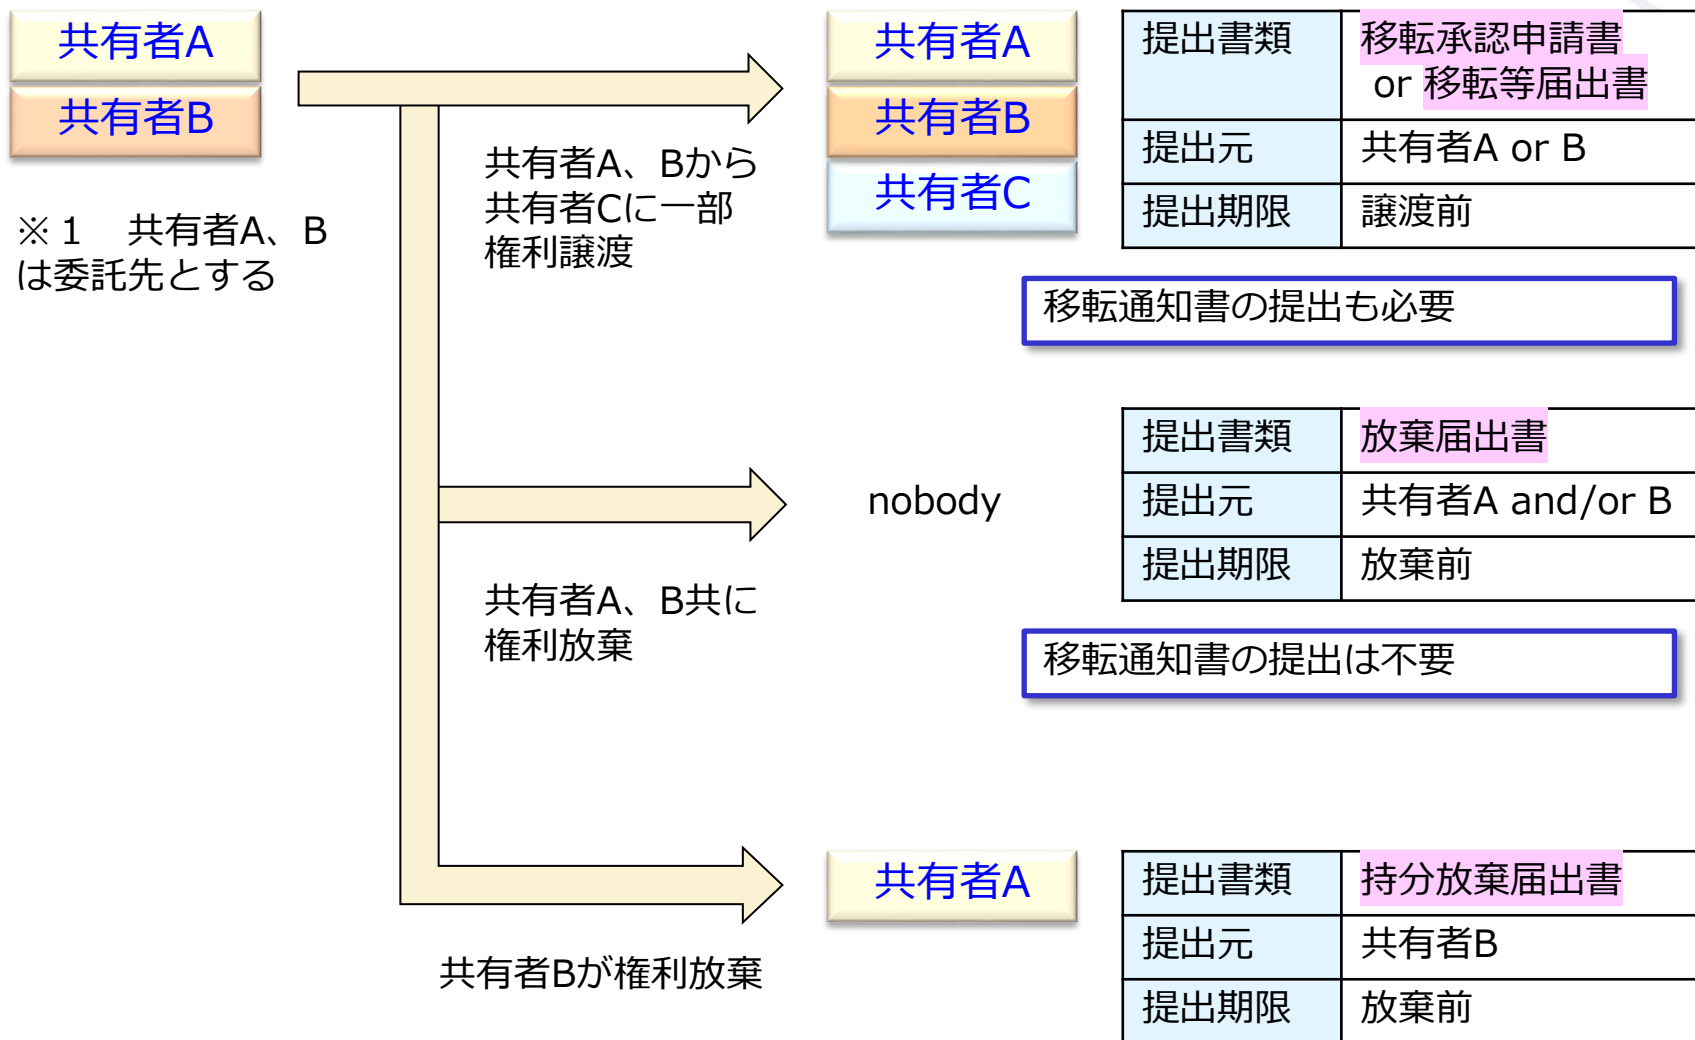 共有者A
共有者B
※１　共有者A、B
は委託先とする
共有者A、Bから
共有者Cに一部
権利譲渡
共有者A
共有者B
共有者C
提出書類 移転承認申請書
or 移転等届出書
提出元 共有者A or B
提出期限 譲渡前
移転通知書の提出も必要
共有者A、B共に
権利放棄
nobody
提出書類 放棄届出書
提出元 共有者A and/or B
提出期限 放棄前
移転通知書の提出は不要
共有者Bが権利放棄
共有者A
提出書類 持分放棄届出書
提出元 共有者B
提出期限 放棄前